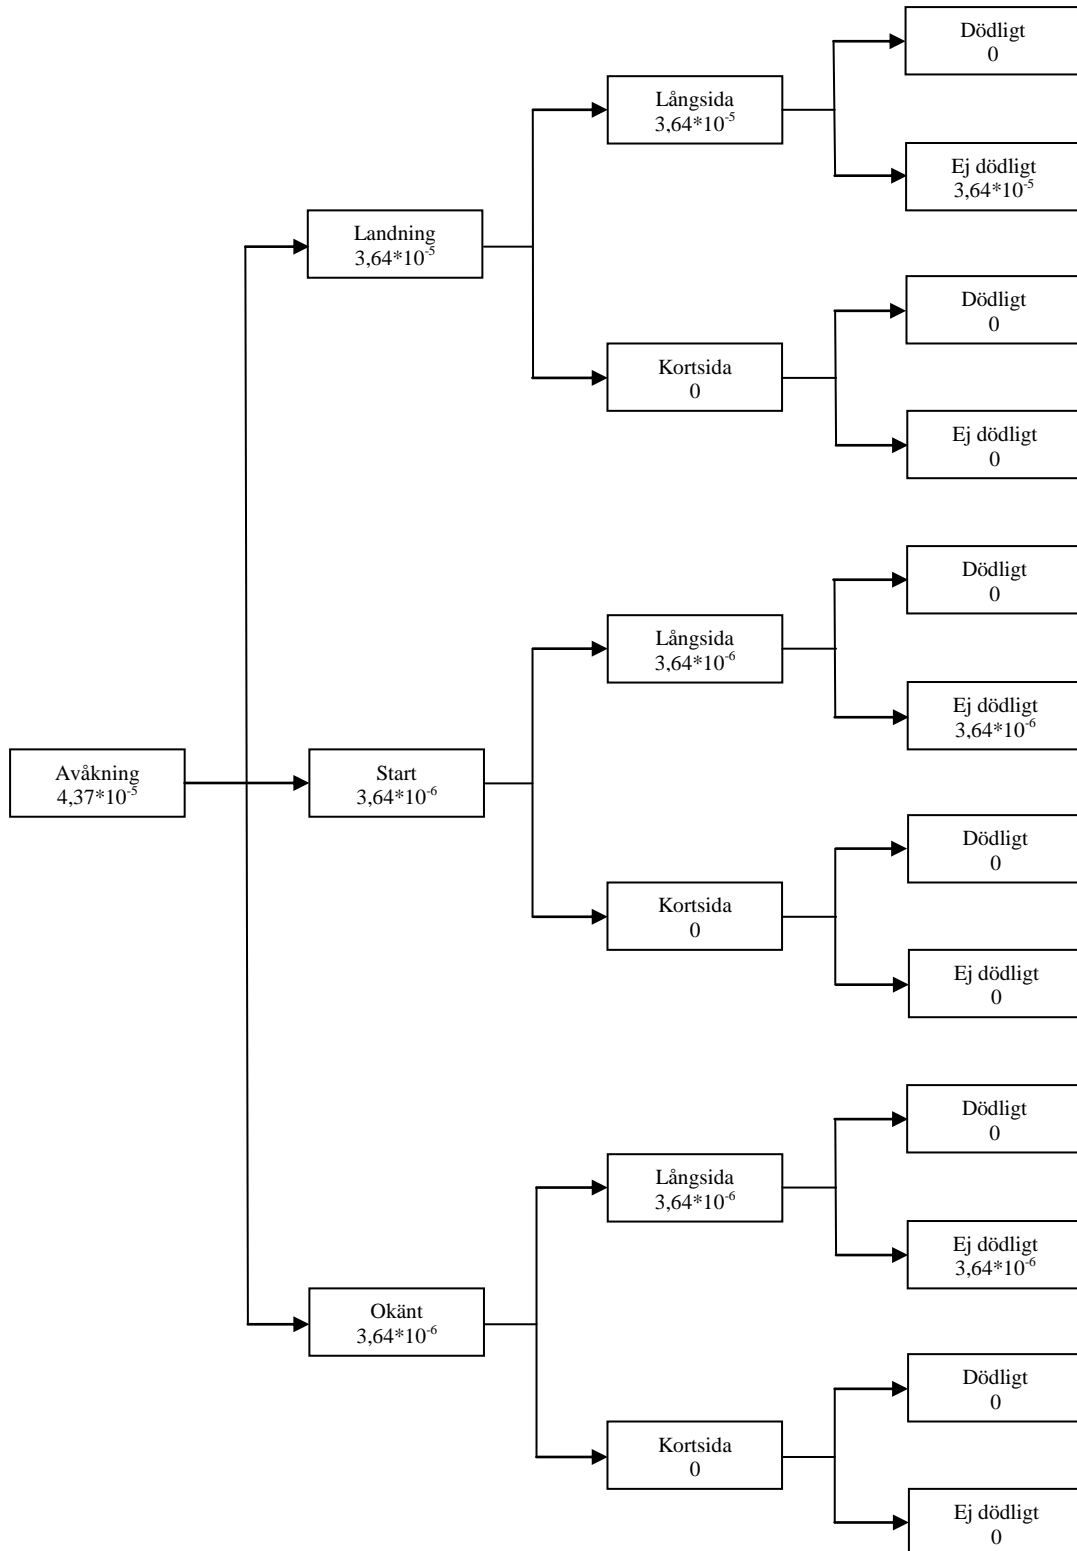 Dödligt
0
Långsida
3,64*10⁻⁵
Ej dödligt
3,64*10⁻⁵
Landning
3,64*10⁻⁵
Dödligt
0
Kortsida
0
Ej dödligt
0
Dödligt
0
Långsida
3,64*10⁻⁶
Ej dödligt
3,64*10⁻⁶
Avåkning
4,37*10⁻⁵
Start
3,64*10⁻⁶
Dödligt
0
Kortsida
0
Ej dödligt
0
Dödligt
0
Långsida
3,64*10⁻⁶
Ej dödligt
3,64*10⁻⁶
Okänt
3,64*10⁻⁶
Dödligt
0
Kortsida
0
Ej dödligt
0